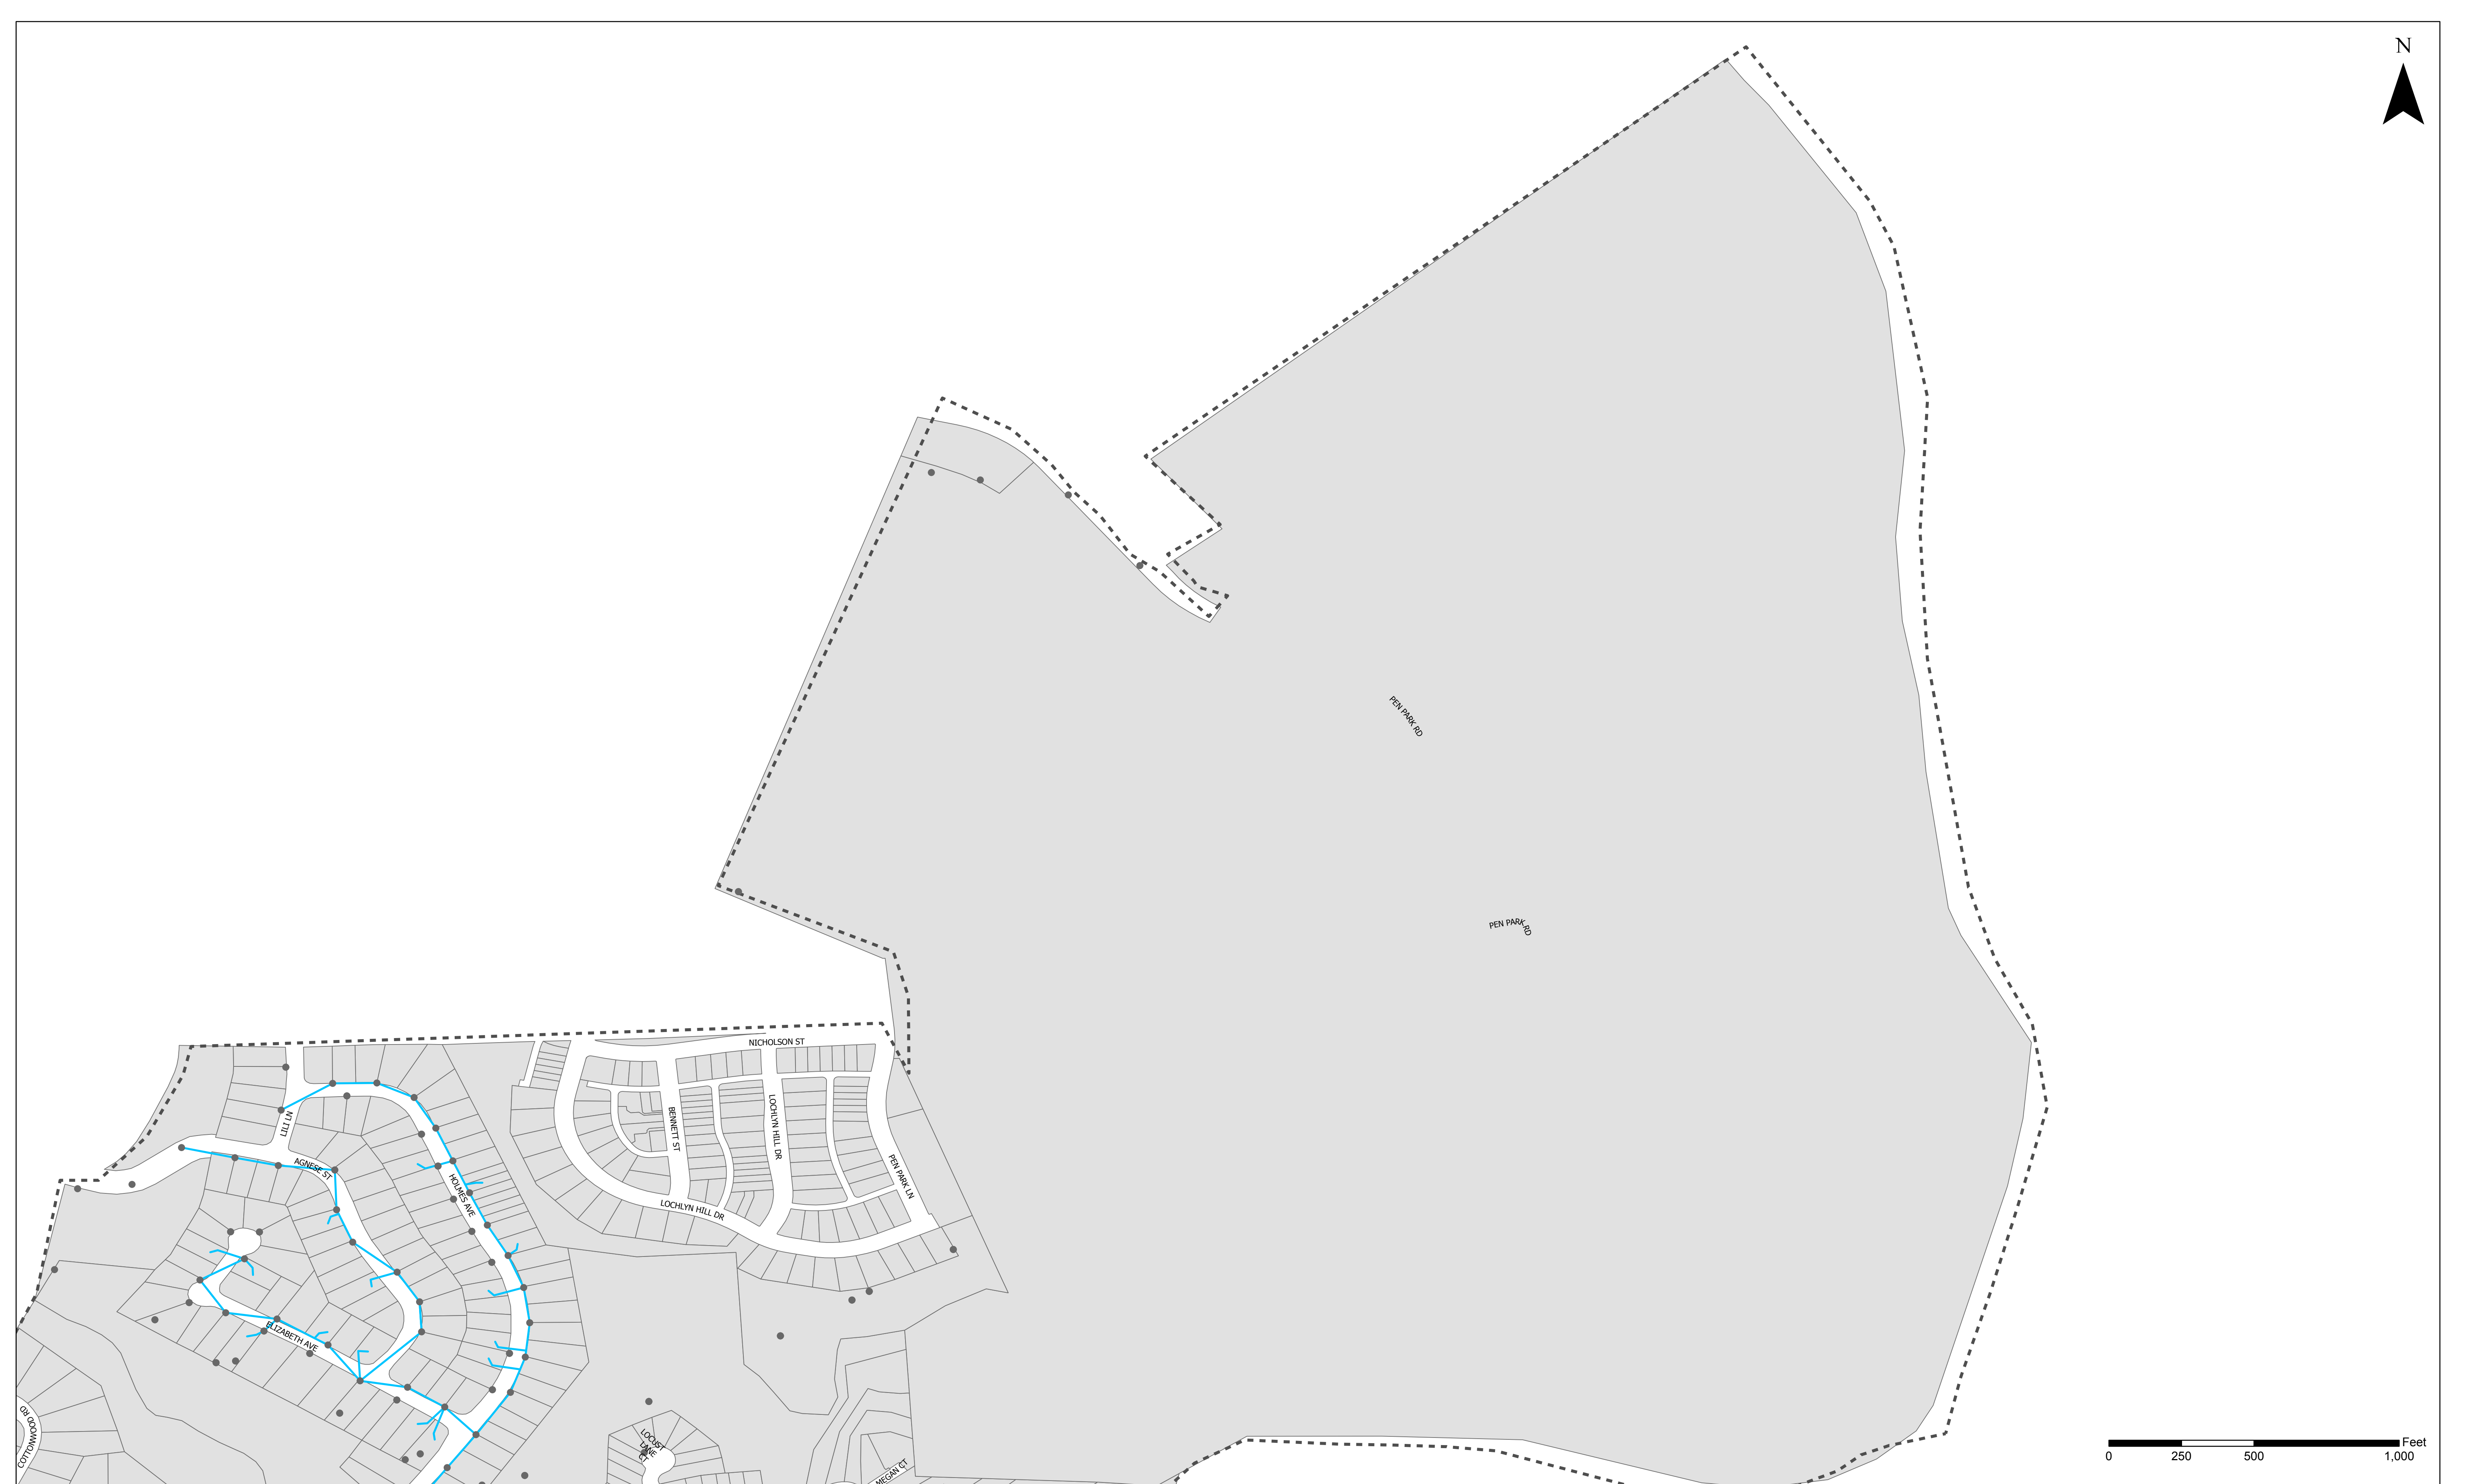 N
PEN PARK RD
PEN PARK RD
NICHOLSON ST
LILI LN
AGNESE ST
HOLMES AVE
BENNETT ST
LOCHLYN HILL DR
PEN PARK LN
LOCHLYN HILL DR
ELIZABETH AVE
COTTONWOOD RD
LOCUST
LANE
CT
MEGAN CT
Feet
0 250 500 1,000